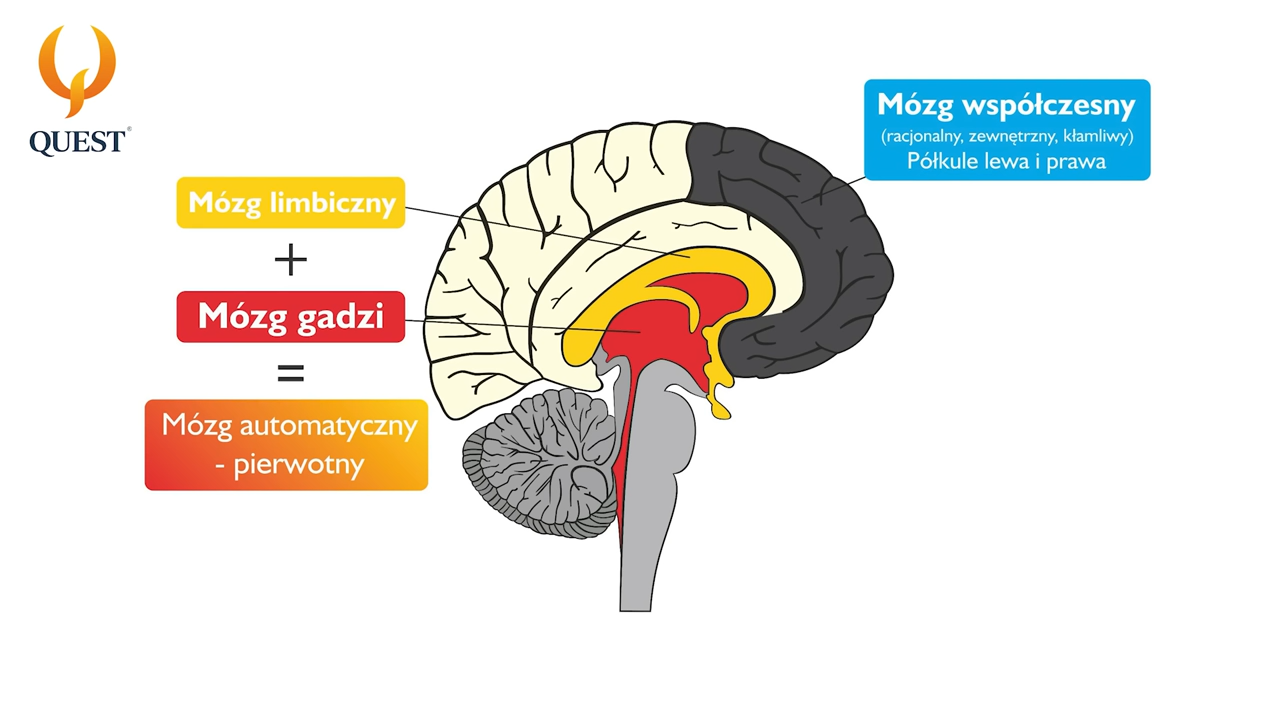 QUEST®
Mózg współczesny
(racjonalny, zewnętrzny, kłamliwy)
Półkule lewa i prawa
Mózg limbiczny
+
Mózg gadzi
=
Mózg automatyczny
- pierwotny